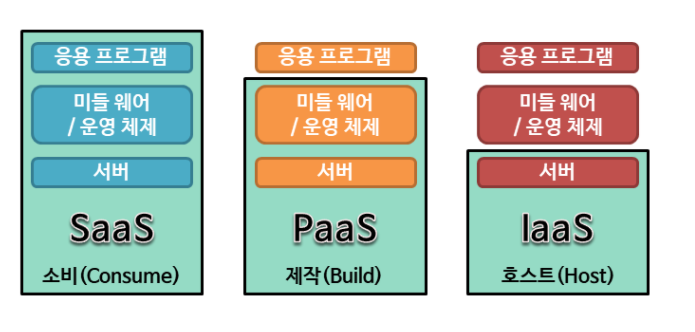 응용 프로그램
미들 웨어
/ 운영 체제
서버
SaaS
소비(Consume)
응용 프로그램
미들 웨어
/ 운영 체제
서버
PaaS
제작(Build)
응용 프로그램
미들 웨어
/ 운영 체제
서버
IaaS
호스트(Host)